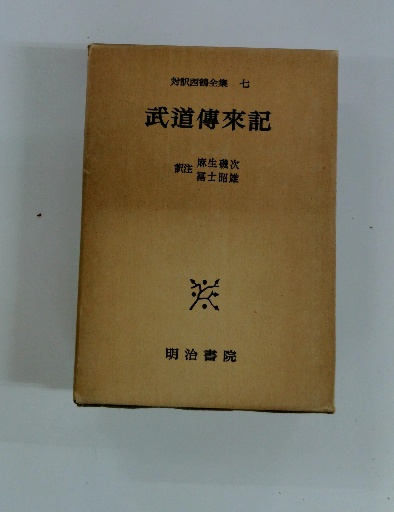 対訳西鶴全集 七
武道傳來記
訳注 麻生磯次
冨士昭雄
明治書院